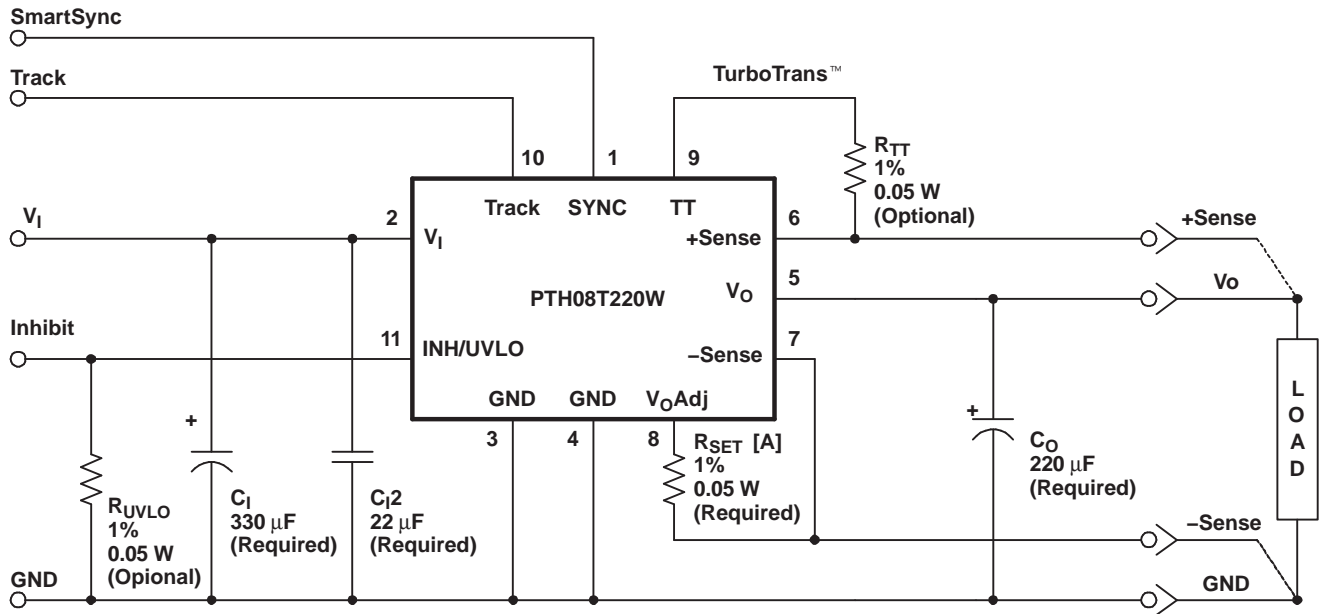 SmartSync
Track
TurboTrans™
R_TT
1%
0.05 W
(Optional)
10
1
9
Track
SYNC
TT
V_I
2
V_I
+Sense
6
+Sense
PTH08T220W
V_O
5
Vo
Inhibit
11
INH/UVLO
–Sense
7
GND
GND
V_OAdj
3
4
8
R_SET [A]
1%
0.05 W
(Required)
+
C_I
330 μF
(Required)
C_I2
22 μF
(Required)
R_UVLO
1%
0.05 W
(Opional)
+
C_O
220 μF
(Required)
L
O
A
D
–Sense
GND
GND